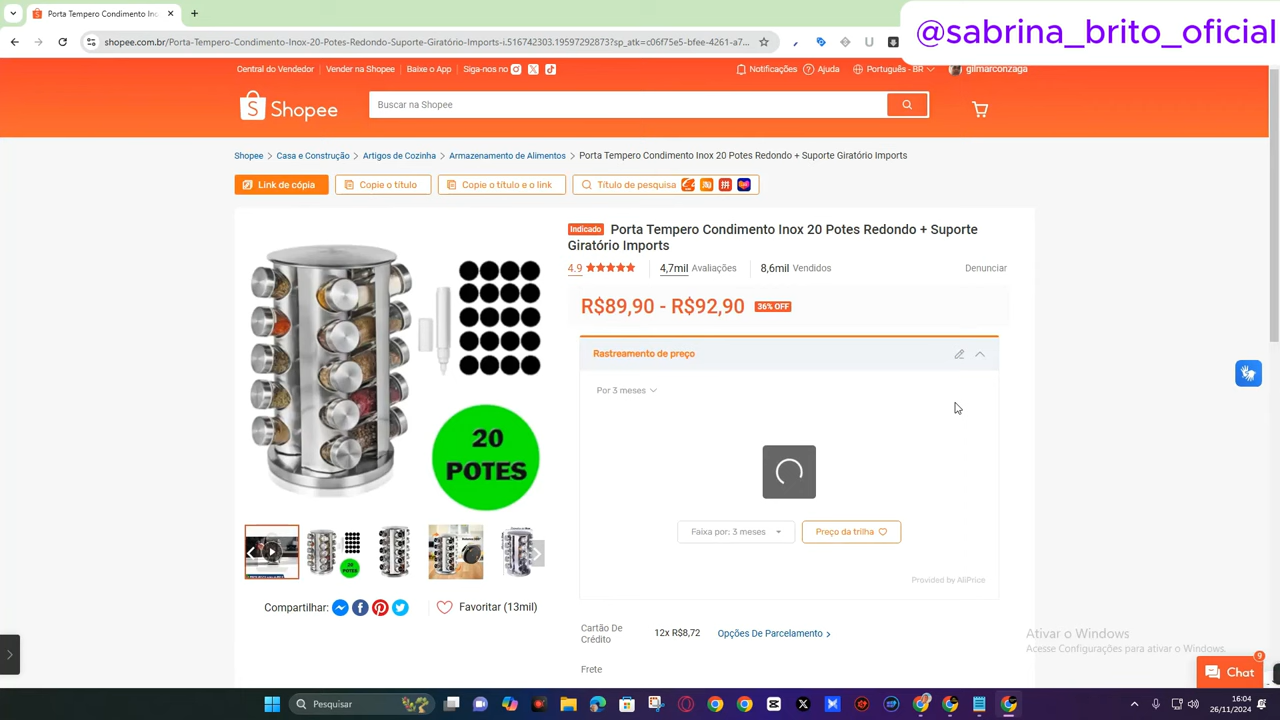 Porta Tempero Condimento Inc
@sabrina_brito_oficial
shopee.com.br/Porta-Tempero-Condimento-Inox-20-Potes-Redondo-Suporte-Giratório-Imports-i.516742303.19597292873?sp_atk=c06f75e5-bfee-4261-a7...
Central do Vendedor
Vender na Shopee
Baixe o App
Siga-nos no
Notificações
Ajuda
Português - BR
gilmarconzaga
Shopee
Buscar na Shopee
Shopee > Casa e Construção > Artigos de Cozinha > Armazenamento de Alimentos > Porta Tempero Condimento Inox 20 Potes Redondo + Suporte Giratório Imports
Link de cópia
Copie o título
Copie o título e o link
Título de pesquisa
Indicado Porta Tempero Condimento Inox 20 Potes Redondo + Suporte
Giratório Imports
4.9
4,7mil Avaliações
8,6mil Vendidos
Denunciar
R$89,90 - R$92,90 36% OFF
Rastreamento de preço
Por 3 meses
20
POTES
Faixa por: 3 meses
Preço da trilha
Provided by AliPrice
Compartilhar:
Favoritar (13mil)
Cartão De
Crédito
12x R$8,72
Opções De Parcelamento >
Frete
Ativar o Windows
Acesse Configurações para ativar o Windows.
9
Chat
Pesquisar
16:04
26/11/2024